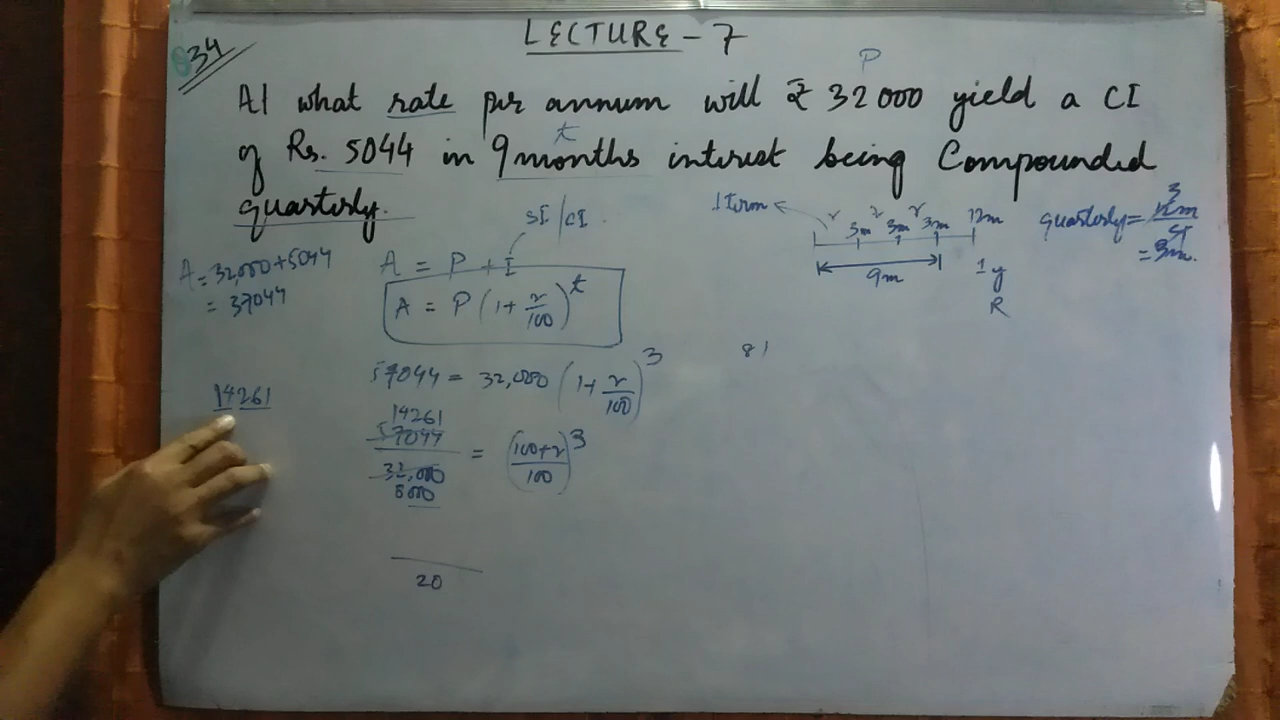 LECTURE - 7
Q34
P
At what rate per annum will ₹ 32000 yield a CI
t
of Rs. 5044 in 9 months interest being Compounded
quarterly.
SI/CI
1 term
r r r
3m 3m 3m 12m
9m
1 y
R
quarterly = 12m
3
4
= 3m.
A = 32,000 + 5044
= 37044
A = P + I
A = P (1 + r/100)^t
37044 = 32,000 (1 + r/100)^3
14261
37044
32,000
8000
= (100+r/100)^3
20
14261
81